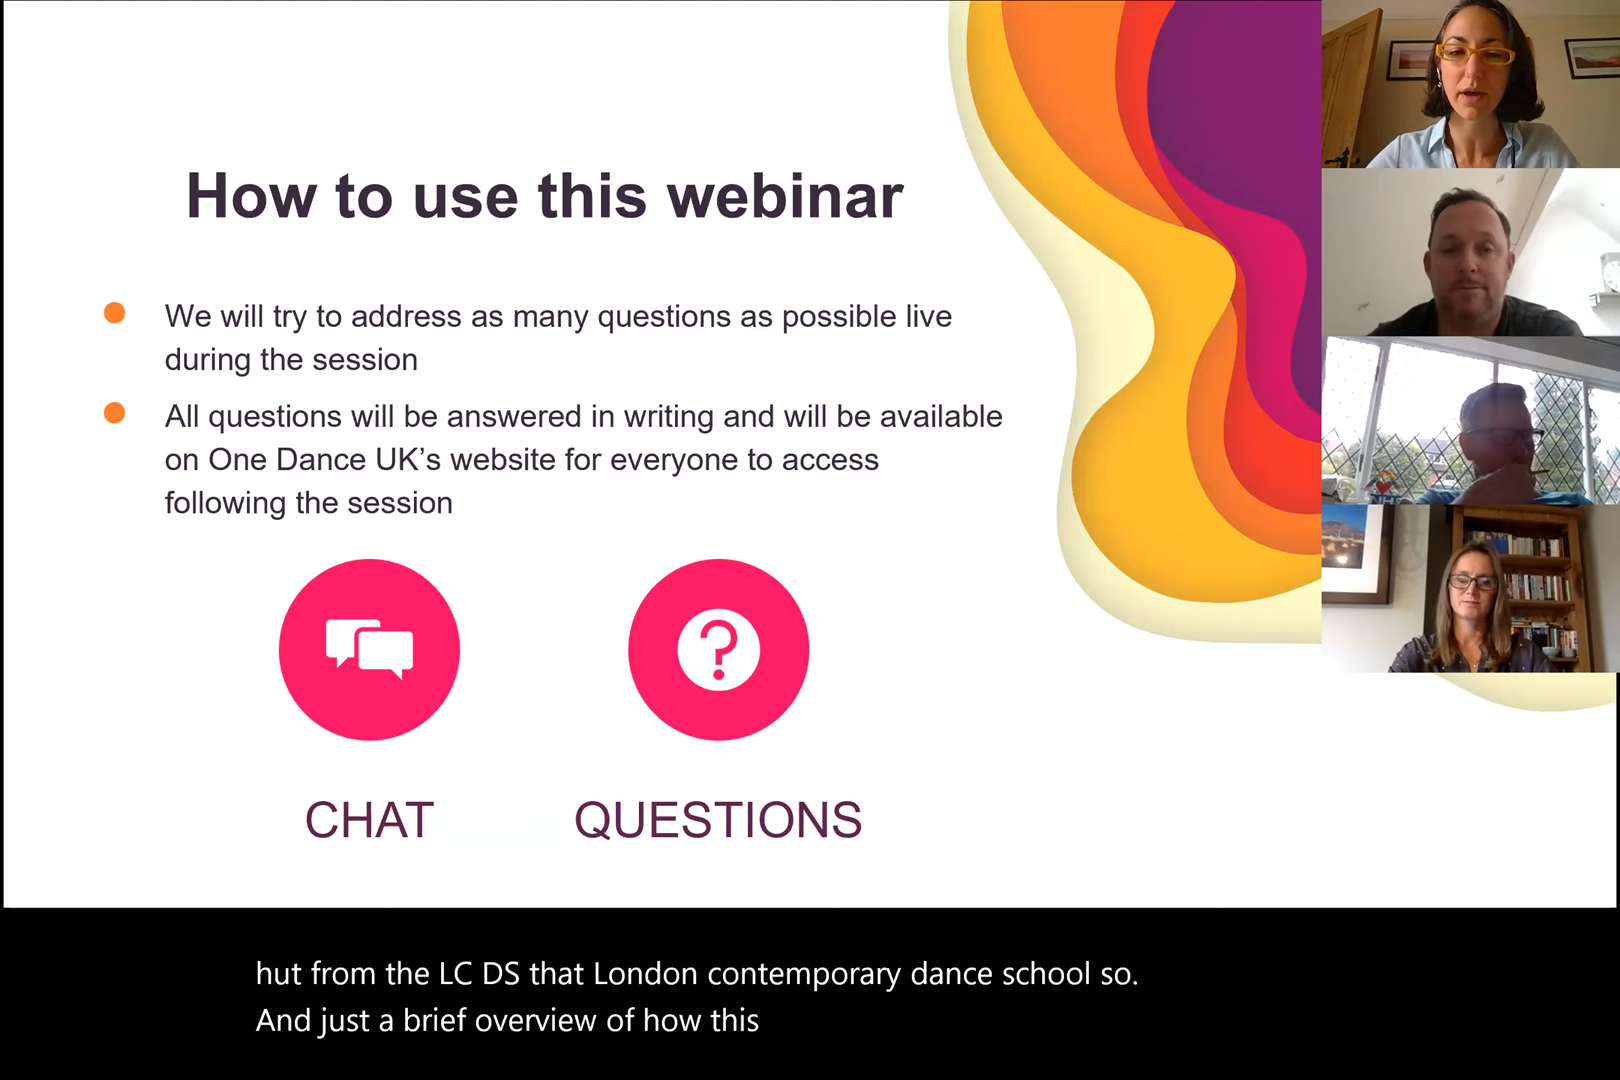 How to use this webinar
We will try to address as many questions as possible live
during the session
All questions will be answered in writing and will be available
on One Dance UK’s website for everyone to access
following the session
?
CHAT
QUESTIONS
NHS
hut from the LC DS that London contemporary dance school so.
And just a brief overview of how this